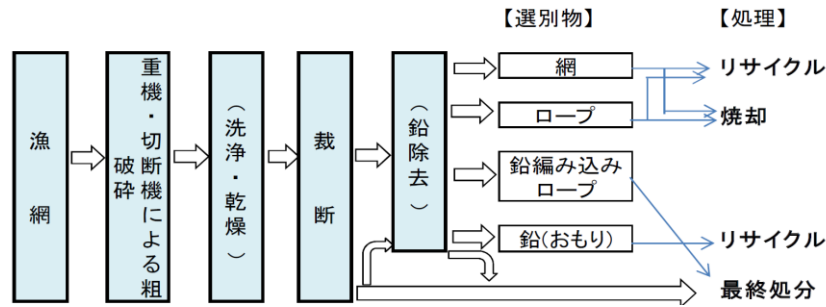 【選別物】
【処理】
漁網
重機・切断機による粗
破砕
（洗浄・乾燥）
裁断
（鉛除去）
網
ロープ
鉛編み込み
ロープ
鉛(おもり)
リサイクル
焼却
リサイクル
最終処分